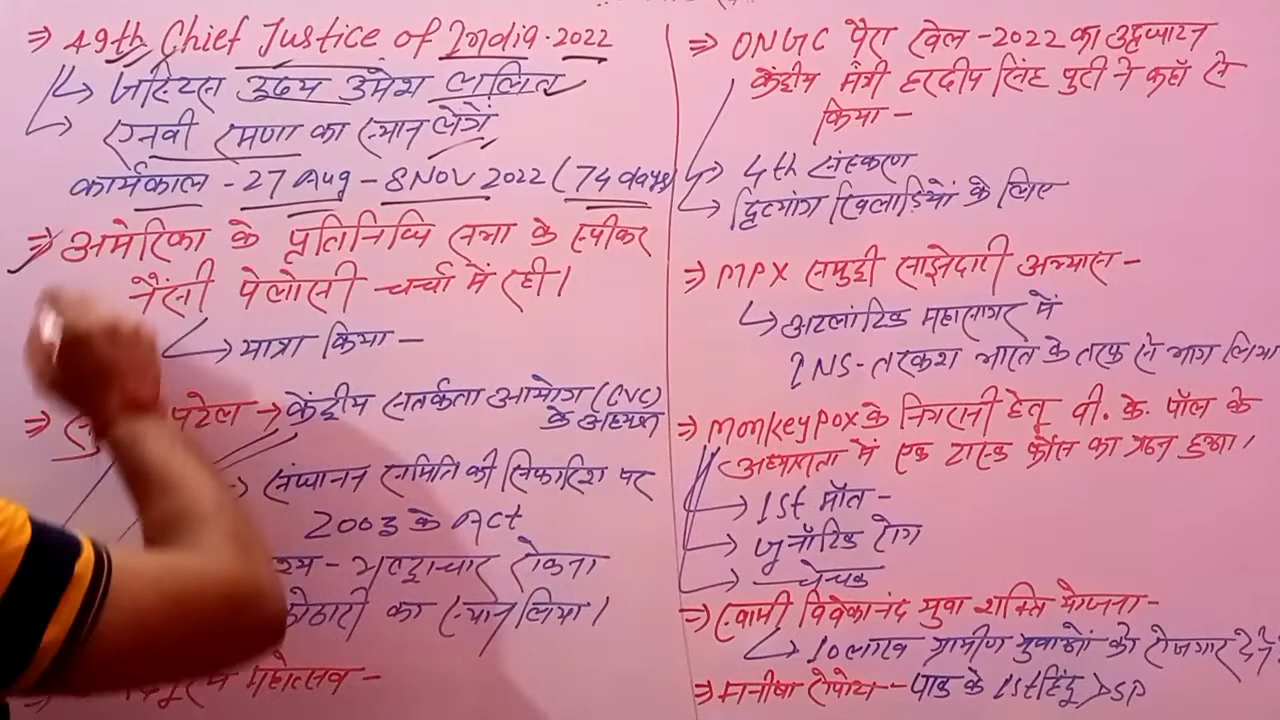 ⇒ 49th Chief Justice of India - 2022
↳ जस्टिस उदय उमेश ललित
→ एनवी रमणा का स्थान लेंगे
कार्यकाल - 27 Aug - 8 NOV 2022 (74 days)
⇒ अमेरिका के प्रतिनिधि सभा के स्पीकर
नैंसी पेलोसी चर्चा में रही।
↳ यात्रा किया -
⇒ पटेल → केंद्रीय सतर्कता आयोग (CVC)
के अध्यक्ष
→ संथानन समिति की सिफारिश पर
2003 के Act
भ्रष्टाचार रोकना
कोठारी का स्थान लिया।
महोत्सव -
⇒ ONGC पैरा खेल - 2022 का उद्घाटन
केंद्रीय मंत्री हरदीप सिंह पुरी ने कहाँ से
किया -
→ 4th संस्करण
→ दिव्यांग खिलाड़ियों के लिए
⇒ MPX समुद्री साझेदारी अभ्यास -
↳ अटलांटिक महासागर में
INS - तरकश भारत के तरफ से भाग लिया
⇒ Monkeypox के निगरानी हेतु वी. के. पॉल के
अध्यक्षता में एक टास्क फोर्स का गठन हुआ।
→ 1st मौत -
→ जूनॉटिक रोग
→ चेचक
⇒ स्वामी विवेकानंद युवा शक्ति योजना -
↳ 10 लाख ग्रामीण युवाओं को रोजगार देने
⇒ मनीषा रोपेटा - पाक के 1st हिंदू DSP